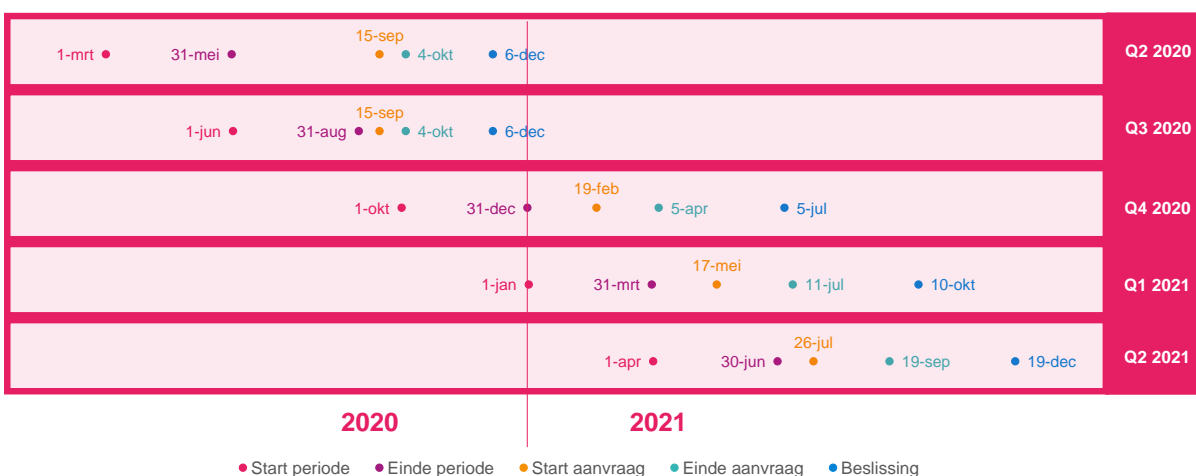 15-sep
1-mrt 31-mei 4-okt 6-dec Q2 2020
15-sep
1-jun 31-aug 4-okt 6-dec Q3 2020
19-feb
1-okt 31-dec 5-apr 5-jul Q4 2020
17-mei
1-jan 31-mrt 11-jul 10-okt Q1 2021
26-jul
1-apr 30-jun 19-sep 19-dec Q2 2021
2020 2021
Start periode Einde periode Start aanvraag Einde aanvraag Beslissing